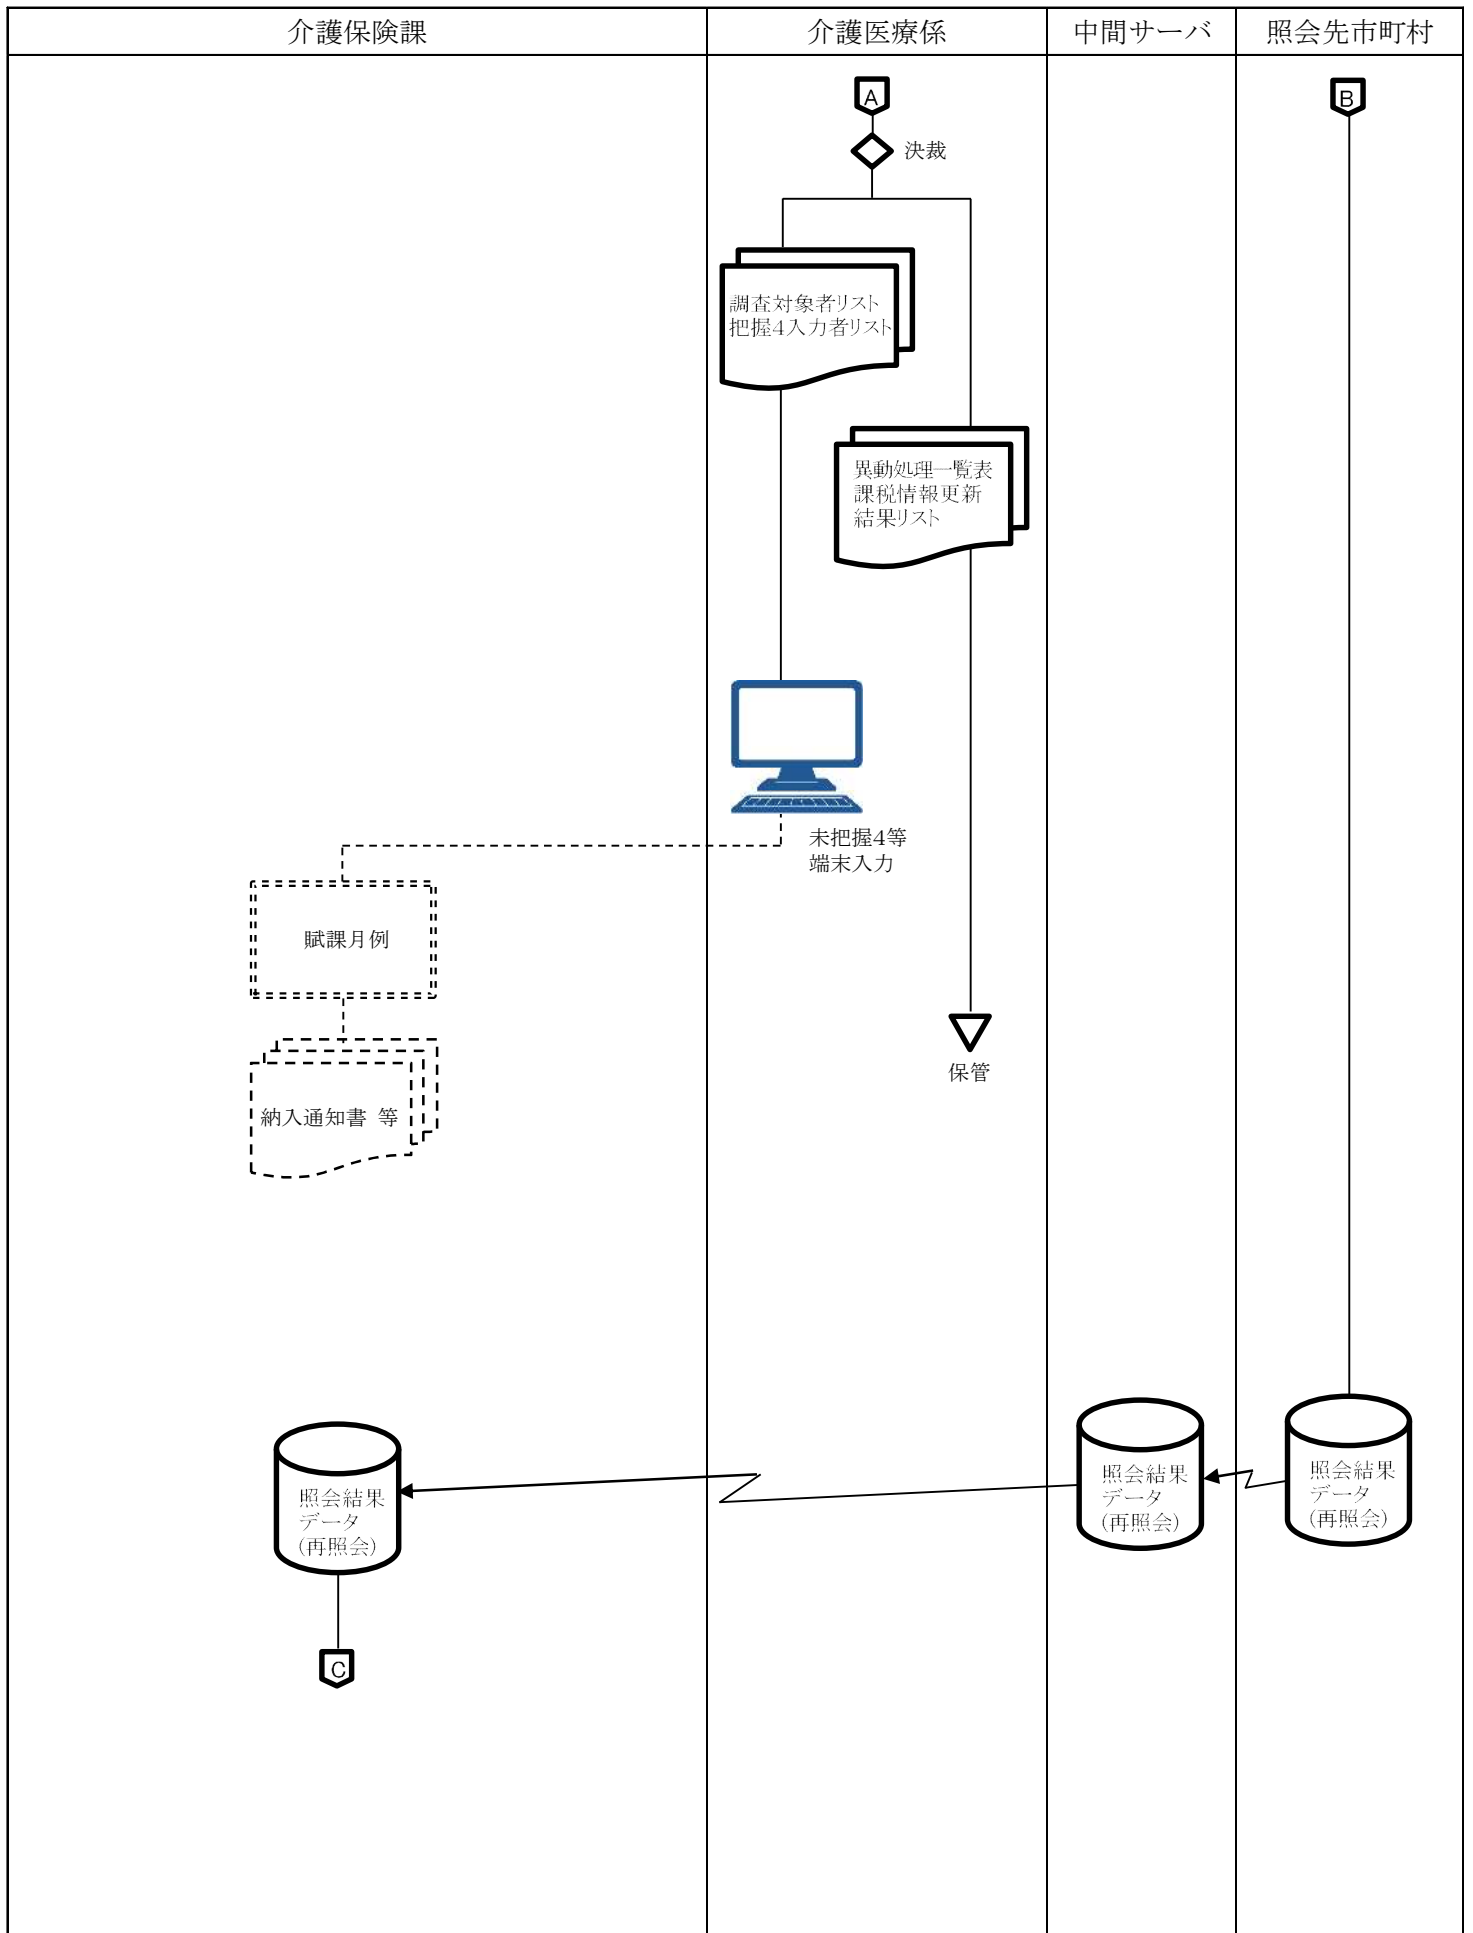 介護保険課
介護医療係
中間サーバ
照会先市町村
A
B
決裁
調査対象者リスト
把握4入力者リスト
異動処理一覧表
課税情報更新
結果リスト
未把握4等
端末入力
賦課月例
保管
納入通知書 等
照会結果
データ
(再照会)
照会結果
データ
(再照会)
照会結果
データ
(再照会)
C